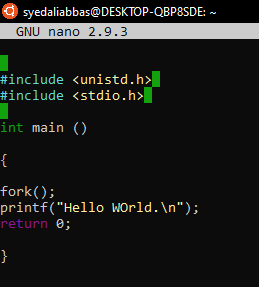 syedaliabbas@DESKTOP-QBP8SDE: ~
GNU nano 2.9.3
#include <unistd.h>
#include <stdio.h>
int main ()
{
fork();
printf("Hello WOrld.\n");
return 0;
}